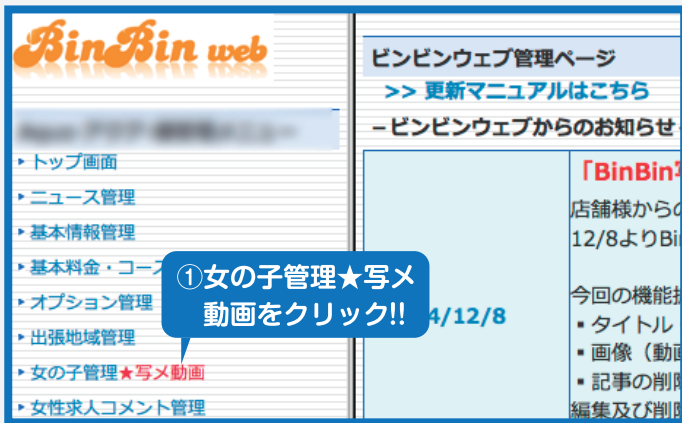 BinBin web
トップ画面
ニュース管理
基本情報管理
基本料金・コース
オプション管理
出張地域管理
女の子管理★写メ動画
女性求人コメント管理
①女の子管理★写メ
動画をクリック!!
ビンビンウェブ管理ページ
>> 更新マニュアルはこちら
−ビンビンウェブからのお知らせ
4/12/8
「BinBin
店舗様から
12/8よりBi
今回の機能
▪タイトル
▪画像（動画
▪記事の削除
編集及び削除